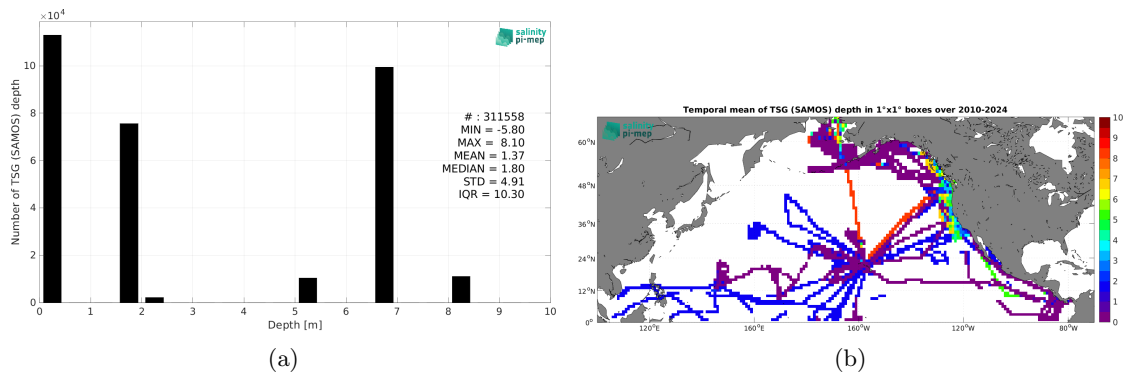 ×10⁴
10
8
6
4
2
0
0 1 2 3 4 5 6 7 8 9 10
Number of TSG (SAMOS) depth
Depth [m]
salinity
pi-mep
# : 311558
MIN = -5.80
MAX = 8.10
MEAN = 1.37
MEDIAN = 1.80
STD = 4.91
IQR = 10.30
(a)
Temporal mean of TSG (SAMOS) depth in 1°x1° boxes over 2010-2024
salinity
pi-mep
60°N
48°N
36°N
24°N
12°N
0°
120°E 160°E 160°W 120°W 80°W
10
9
8
7
6
5
4
3
2
1
0
(b)